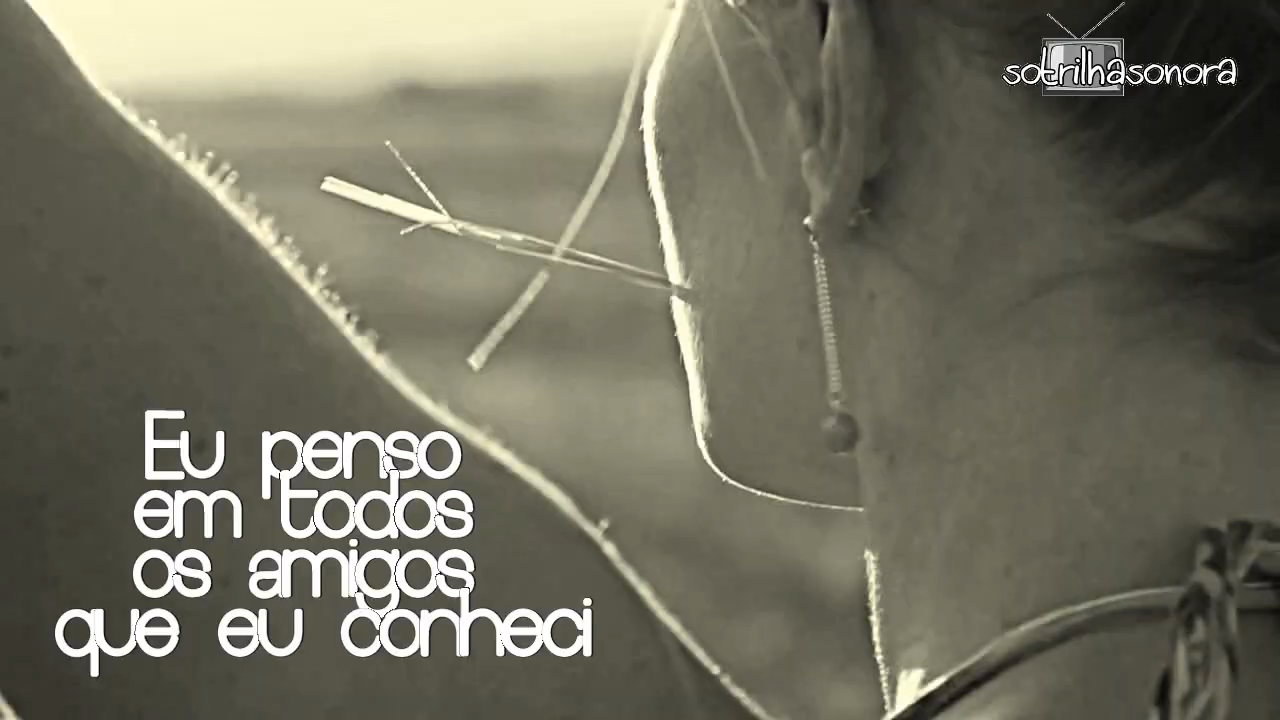 sotrilhasonora
Eu penso
em todos
os amigos
que eu conheci